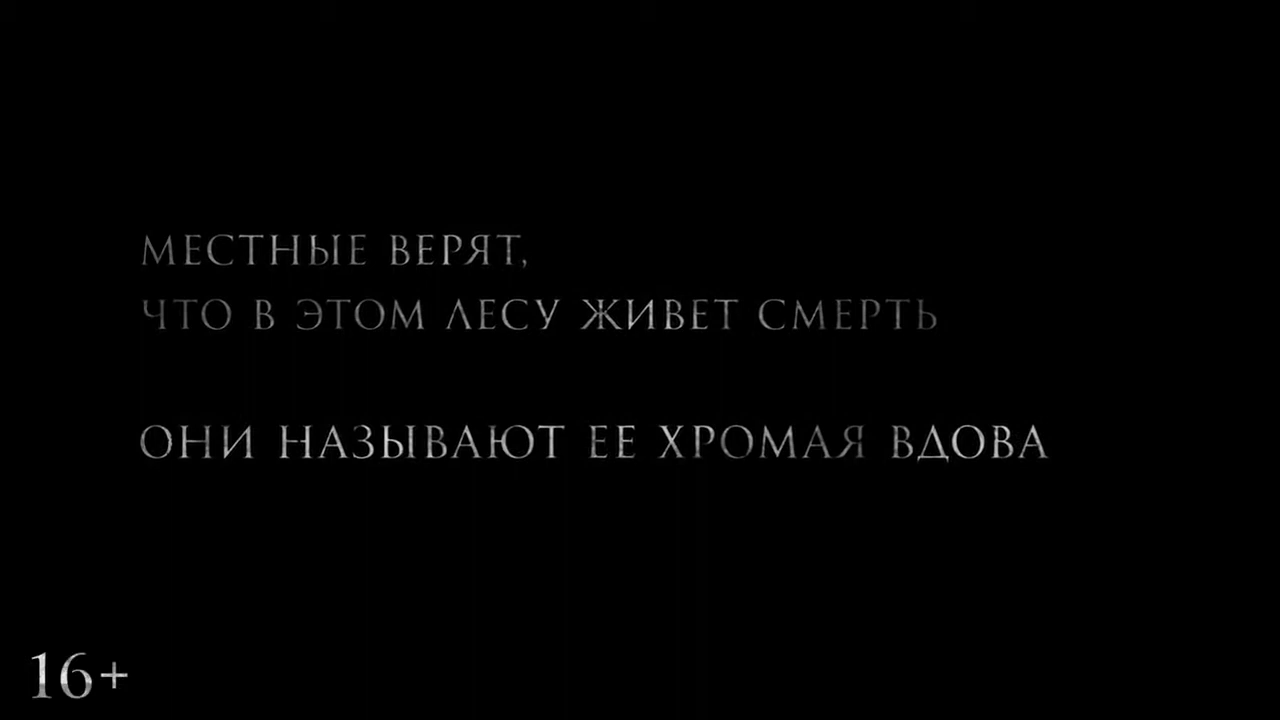 МЕСТНЫЕ ВЕРЯТ,
ЧТО В ЭТОМ ЛЕСУ ЖИВЕТ СМЕРТЬ
ОНИ НАЗЫВАЮТ ЕЕ ХРОМАЯ ВДОВА
16+